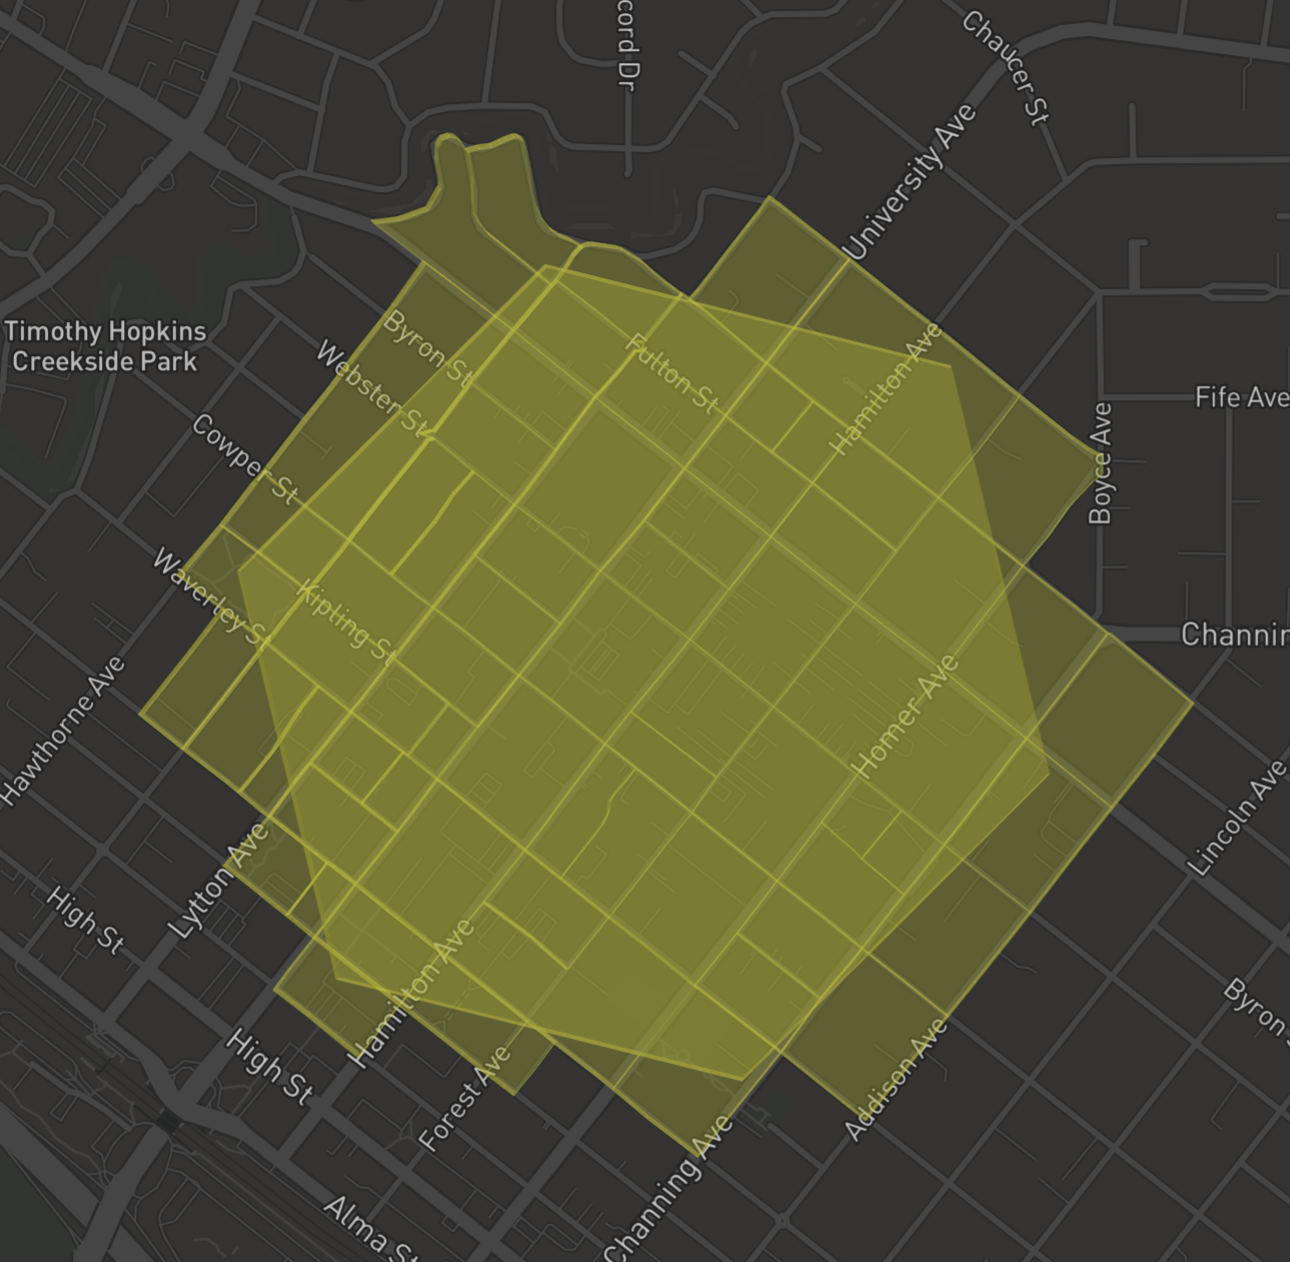 cord Dr
Chaucer St
University Ave
Timothy Hopkins
Creekside Park
Byron St
Webster St
Fulton St
Hamilton Ave
Fife Ave
Boyce Ave
Cowper St
Waverley St
Kipling St
Channin
Hawthorne Ave
Homer Ave
Lincoln Ave
Lytton Ave
High St
Hamilton Ave
Byron S
High St
Forest Ave
Addison Ave
Channing Ave
Alma St